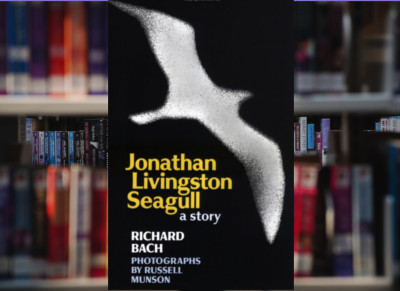 Jonathan
Livingston
Seagull
a story
RICHARD
BACH
PHOTOGRAPHS
BY RUSSELL
MUNSON